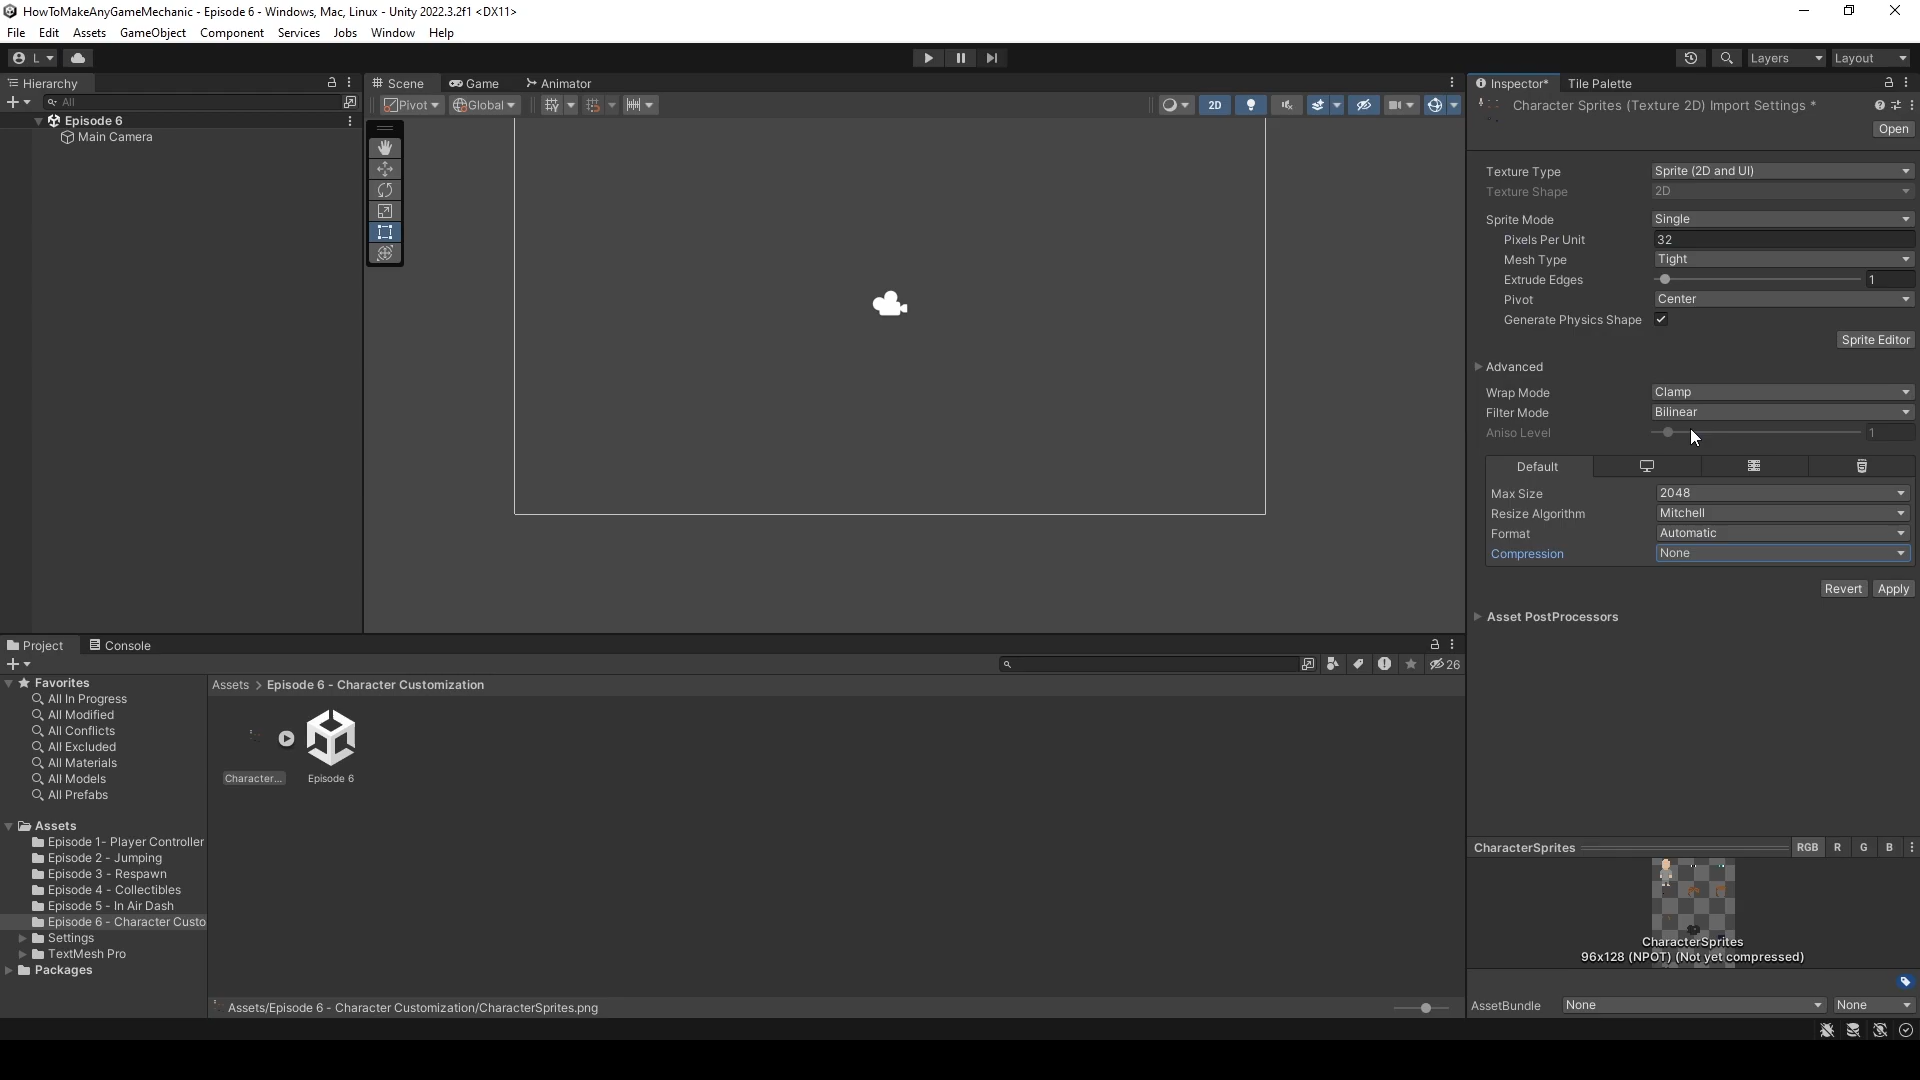 HowToMakeAnyGameMechanic - Episode 6 - Windows, Mac, Linux - Unity 2022.3.2f1 <DX11>
File Edit Assets GameObject Component Services Jobs Window Help
L Layers Layout
Hierarchy Scene Game Animator Inspector* Tile Palette
All Pivot Global 2D Character Sprites (Texture 2D) Import Settings *
Episode 6
Open
Main Camera
Texture Type Sprite (2D and UI)
Texture Shape 2D
Sprite Mode Single
Pixels Per Unit 32
Mesh Type Tight
Extrude Edges 1
Pivot Center
Generate Physics Shape
Sprite Editor
Advanced
Wrap Mode Clamp
Filter Mode Bilinear
Aniso Level 1
Default
Max Size 2048
Resize Algorithm Mitchell
Format Automatic
Compression None
Revert Apply
Asset PostProcessors
Project Console
26
Favorites
All In Progress
All Modified
All Conflicts
All Excluded
All Materials
All Models
All Prefabs
Assets
Episode 1- Player Controller
Episode 2 - Jumping
Episode 3 - Respawn
Episode 4 - Collectibles
Episode 5 - In Air Dash
Episode 6 - Character Custo
Settings
TextMesh Pro
Packages
Assets > Episode 6 - Character Customization
Character... Episode 6
Assets/Episode 6 - Character Customization/CharacterSprites.png
CharacterSprites RGB R G B
CharacterSprites
96x128 (NPOT) (Not yet compressed)
AssetBundle None None